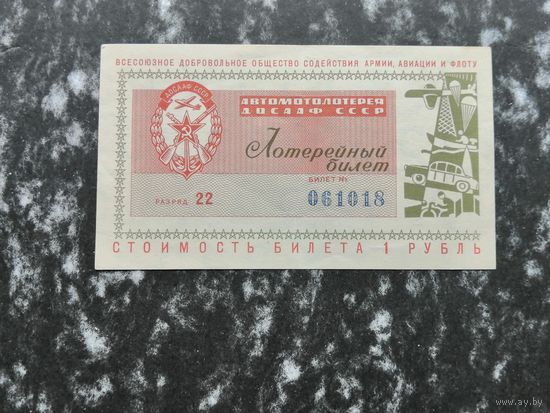 ВСЕСОЮЗНОЕ ДОБРОВОЛЬНОЕ ОБЩЕСТВО СОДЕЙСТВИЯ АРМИИ, АВИАЦИИ И ФЛОТУ
ДОСААФ СССР
АВТОМОТОЛОТЕРЕЯ
ДОСААФ СССР
Лотерейный
билет
БИЛЕТ №
РАЗРЯД 22
061018
СТОИМОСТЬ БИЛЕТА 1 РУБЛЬ
www.ay.by